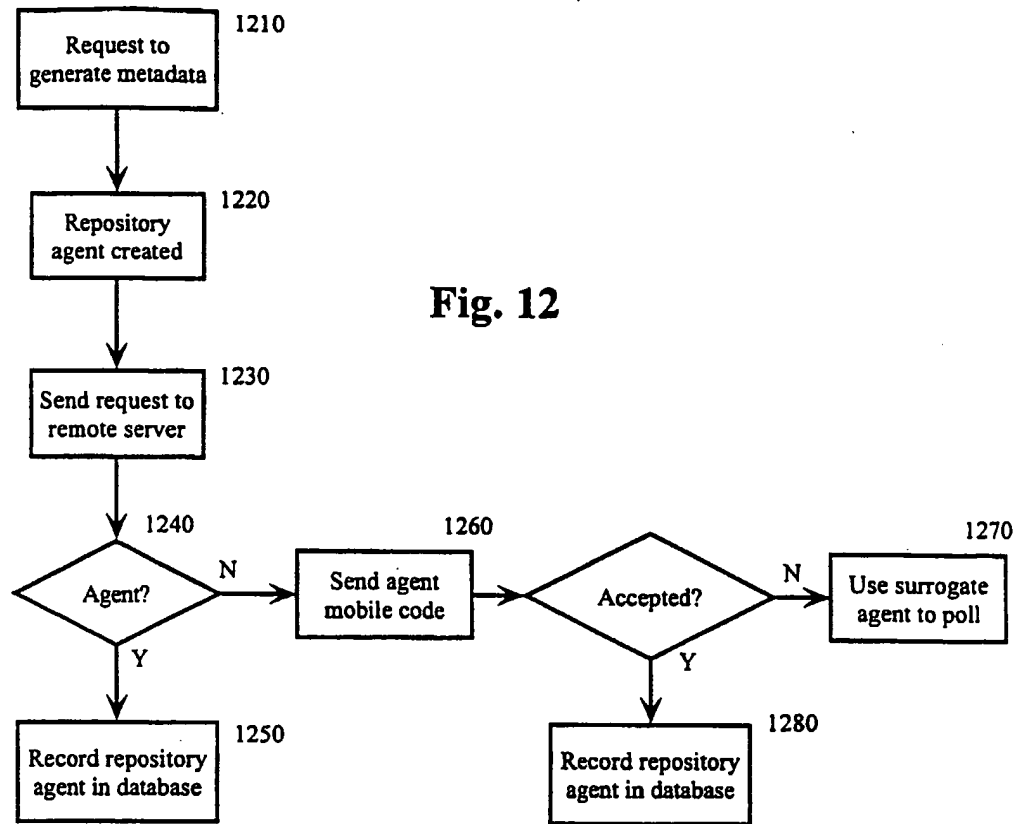 1210
Request to
generate metadata
1220
Repository
agent created
Fig. 12
1230
Send request to
remote server
1240
Agent?
N
Y
1260
Send agent
mobile code
Accepted?
N
Y
1270
Use surrogate
agent to poll
1250
Record repository
agent in database
1280
Record repository
agent in database